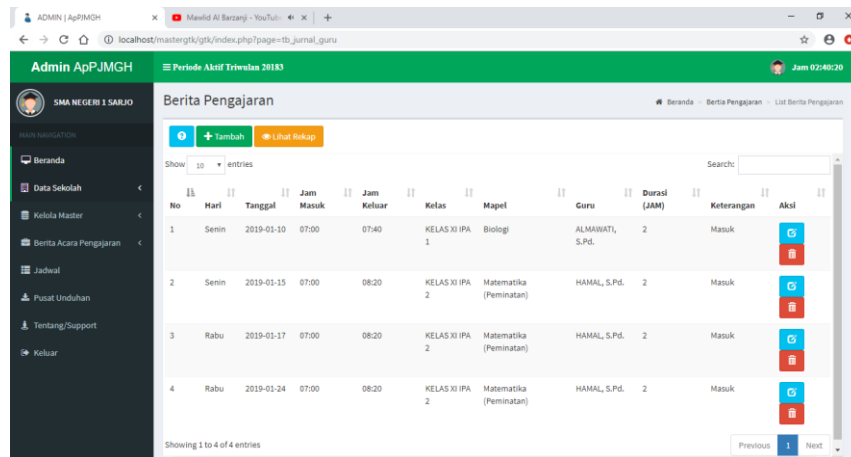 ADMIN | ApPJMGH
Mawlid Al Barzanji - YouTub
localhost/mastergtk/gtk/index.php?page=tb_jurnal_guru
Admin ApPJMGH
Periode Aktif Triwulan 20183
Jam 02:40:20
SMA NEGERI 1 SARJO
Berita Pengajaran
Beranda > Bertia Pengajaran > List Berita Pengajaran
MAIN NAVIGATION
Tambah
Lihat Rekap
Beranda
Show 10 entries
Search:
Data Sekolah
No Hari Tanggal Jam Masuk Jam Keluar Kelas Mapel Guru Durasi (JAM) Keterangan Aksi
Kelola Master
1 Senin 2019-01-10 07:00 07:40 KELAS XI IPA 1 Biologi ALMAWATI, S.Pd. 2 Masuk
Berita Acara Pengajaran
Jadwal
2 Senin 2019-01-15 07:00 08:20 KELAS XI IPA 2 Matematika (Peminatan) HAMAL, S.Pd. 2 Masuk
Pusat Unduhan
Tentang/Support
3 Rabu 2019-01-17 07:00 08:20 KELAS XI IPA 2 Matematika (Peminatan) HAMAL, S.Pd. 2 Masuk
Keluar
4 Rabu 2019-01-24 07:00 08:20 KELAS XI IPA 2 Matematika (Peminatan) HAMAL, S.Pd. 2 Masuk
Showing 1 to 4 of 4 entries
Previous 1 Next